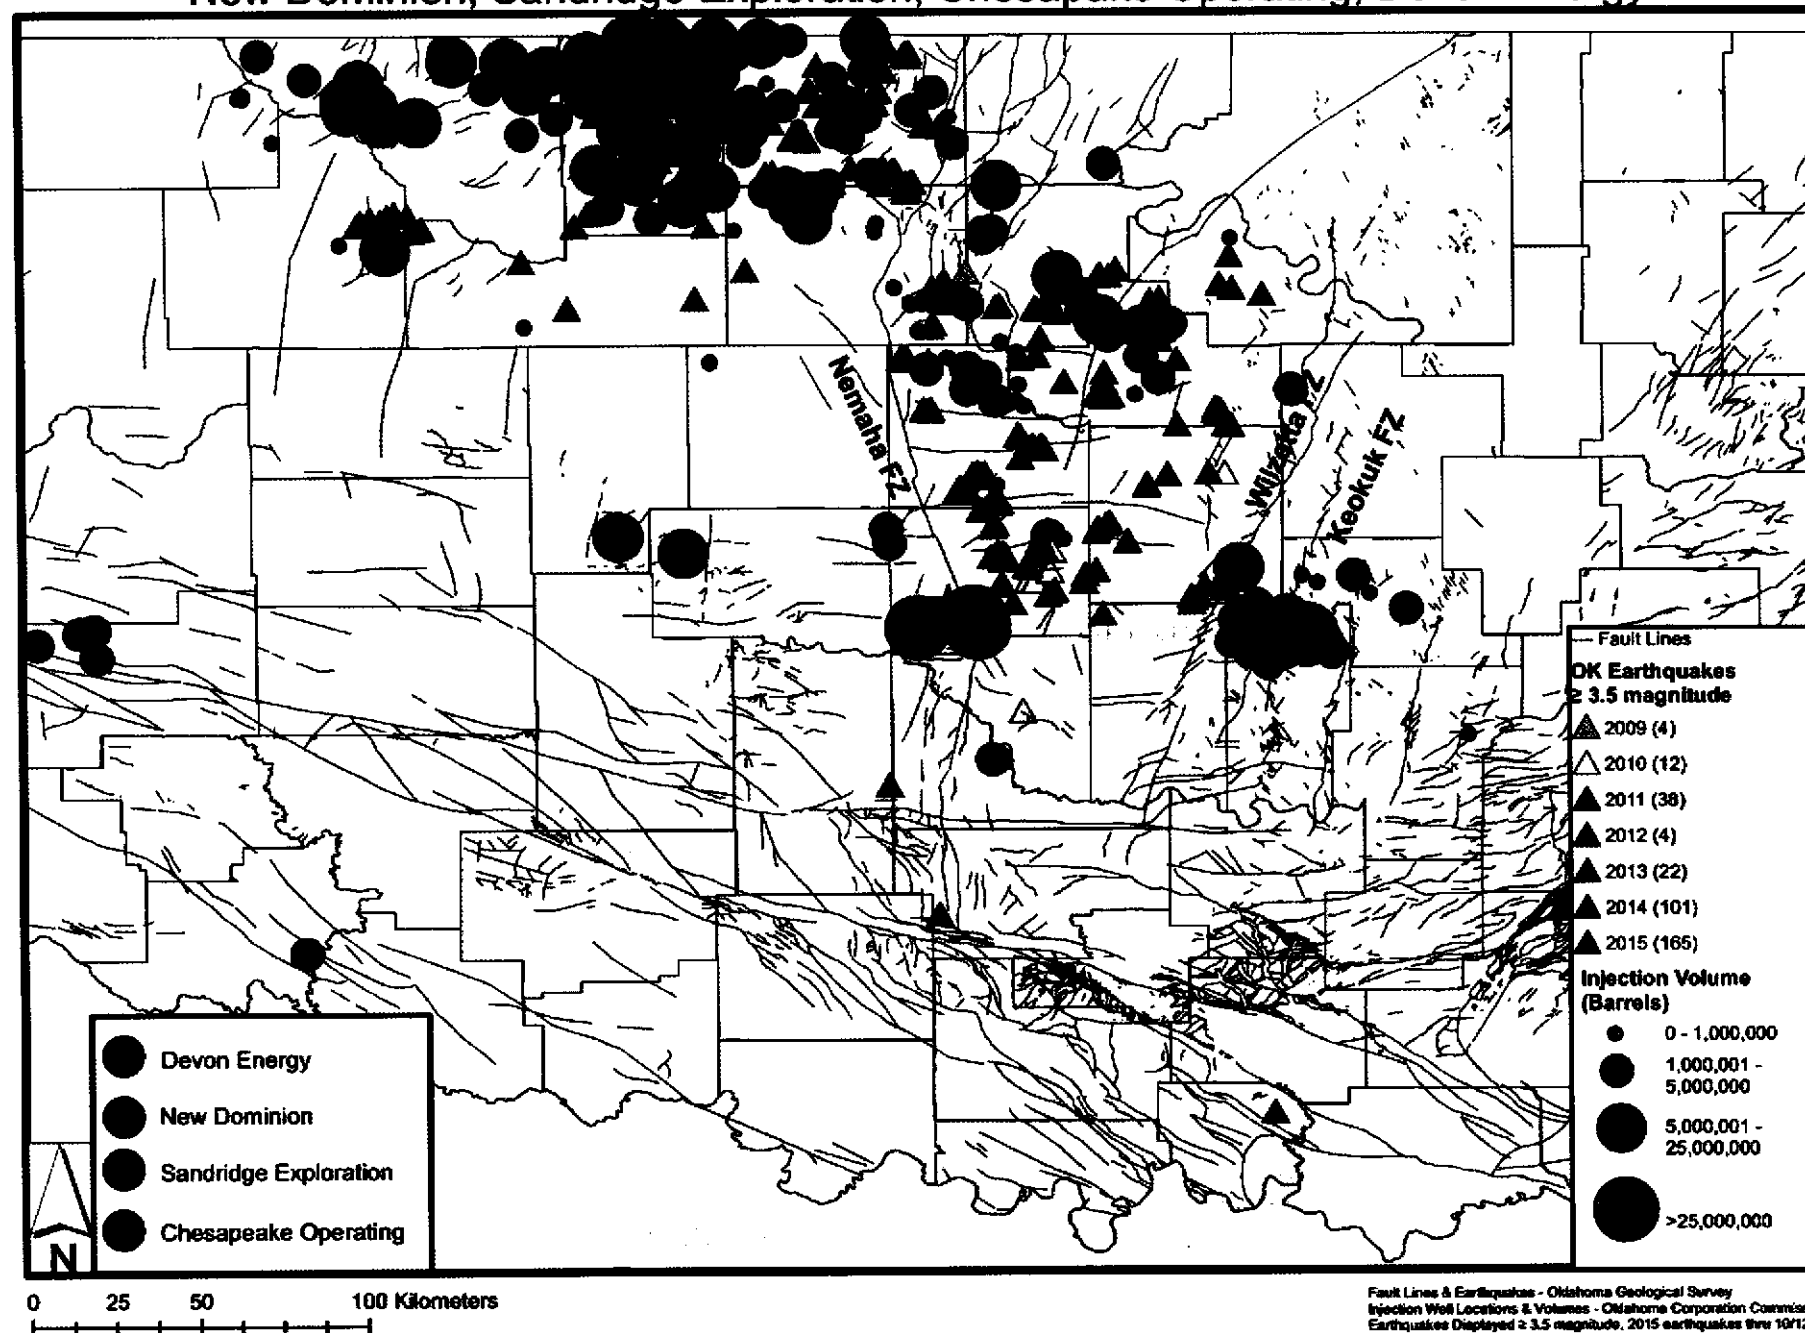 New Dominion, Sandridge Exploration, Chesapeake Operating, Devon Energy
Nemaha FZ
Wilzetta FZ
Keokuk FZ
Fault Lines
OK Earthquakes
≥ 3.5 magnitude
2009 (4)
2010 (12)
2011 (38)
2012 (4)
2013 (22)
2014 (101)
2015 (165)
Injection Volume
(Barrels)
0 - 1,000,000
1,000,001 -
5,000,000
5,000,001 -
25,000,000
>25,000,000
Devon Energy
New Dominion
Sandridge Exploration
Chesapeake Operating
N
0 25 50 100 Kilometers
Fault Lines & Earthquakes - Oklahoma Geological Survey
Injection Well Locations & Volumes - Oklahoma Corporation Commis
Earthquakes Displayed ≥ 3.5 magnitude, 2015 earthquakes thru 10/12